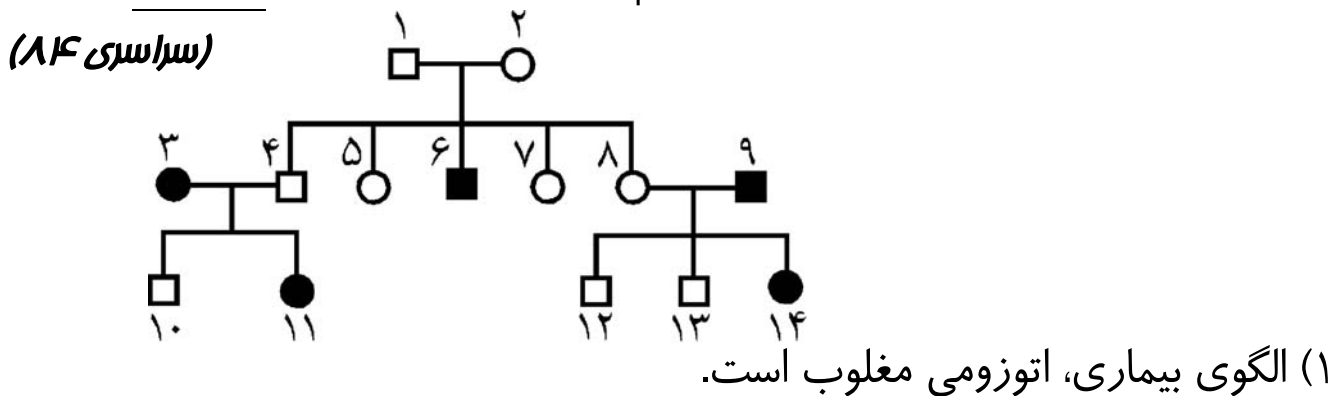 (سراسری ۸۴)
۱ ۲
۳ ۴ ۵ ۶ ۷ ۸ ۹
۱۰ ۱۱ ۱۲ ۱۳ ۱۴
۱) الگوی بیماری، اتوزومی مغلوب است.